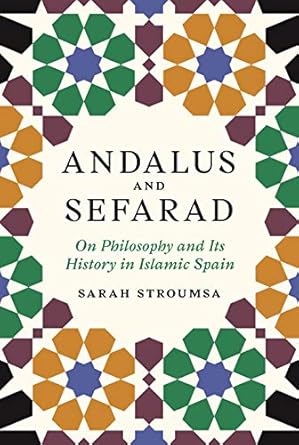 ANDALUS
AND
SEFARAD
On Philosophy and Its
History in Islamic Spain
SARAH STROUMSA